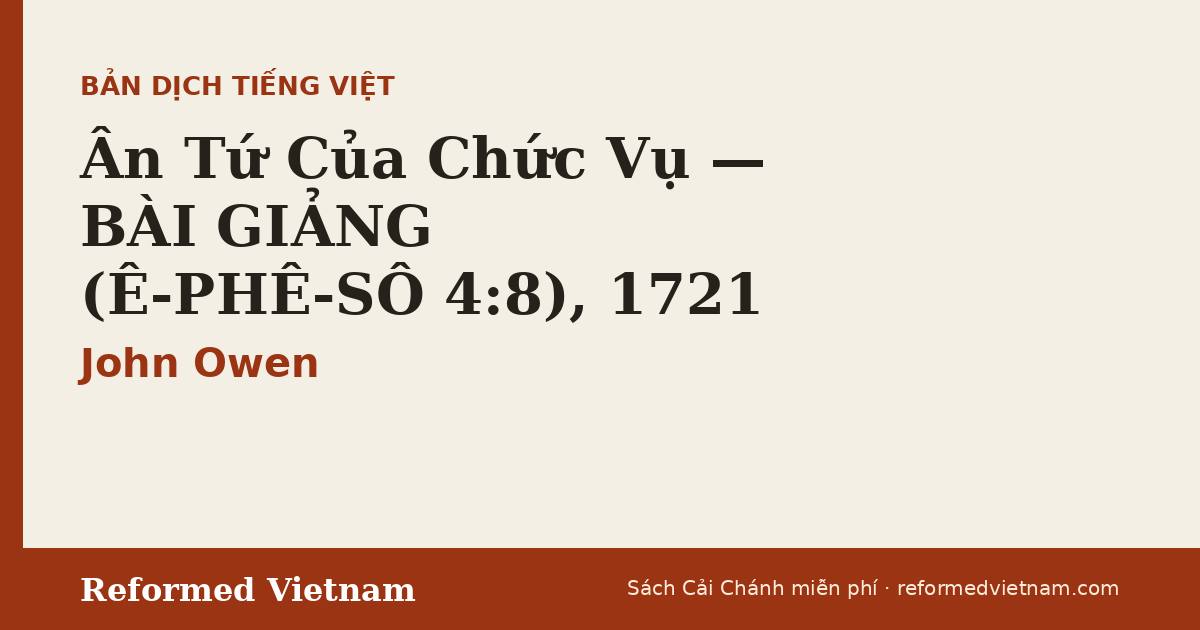 BẢN DỊCH TIẾNG VIỆT
Ân Tứ Của Chức Vụ —
BÀI GIẢNG
(Ê-PHÊ-SÔ 4:8), 1721
John Owen
Reformed Vietnam
Sách Cải Chánh miễn phí · reformedvietnam.com